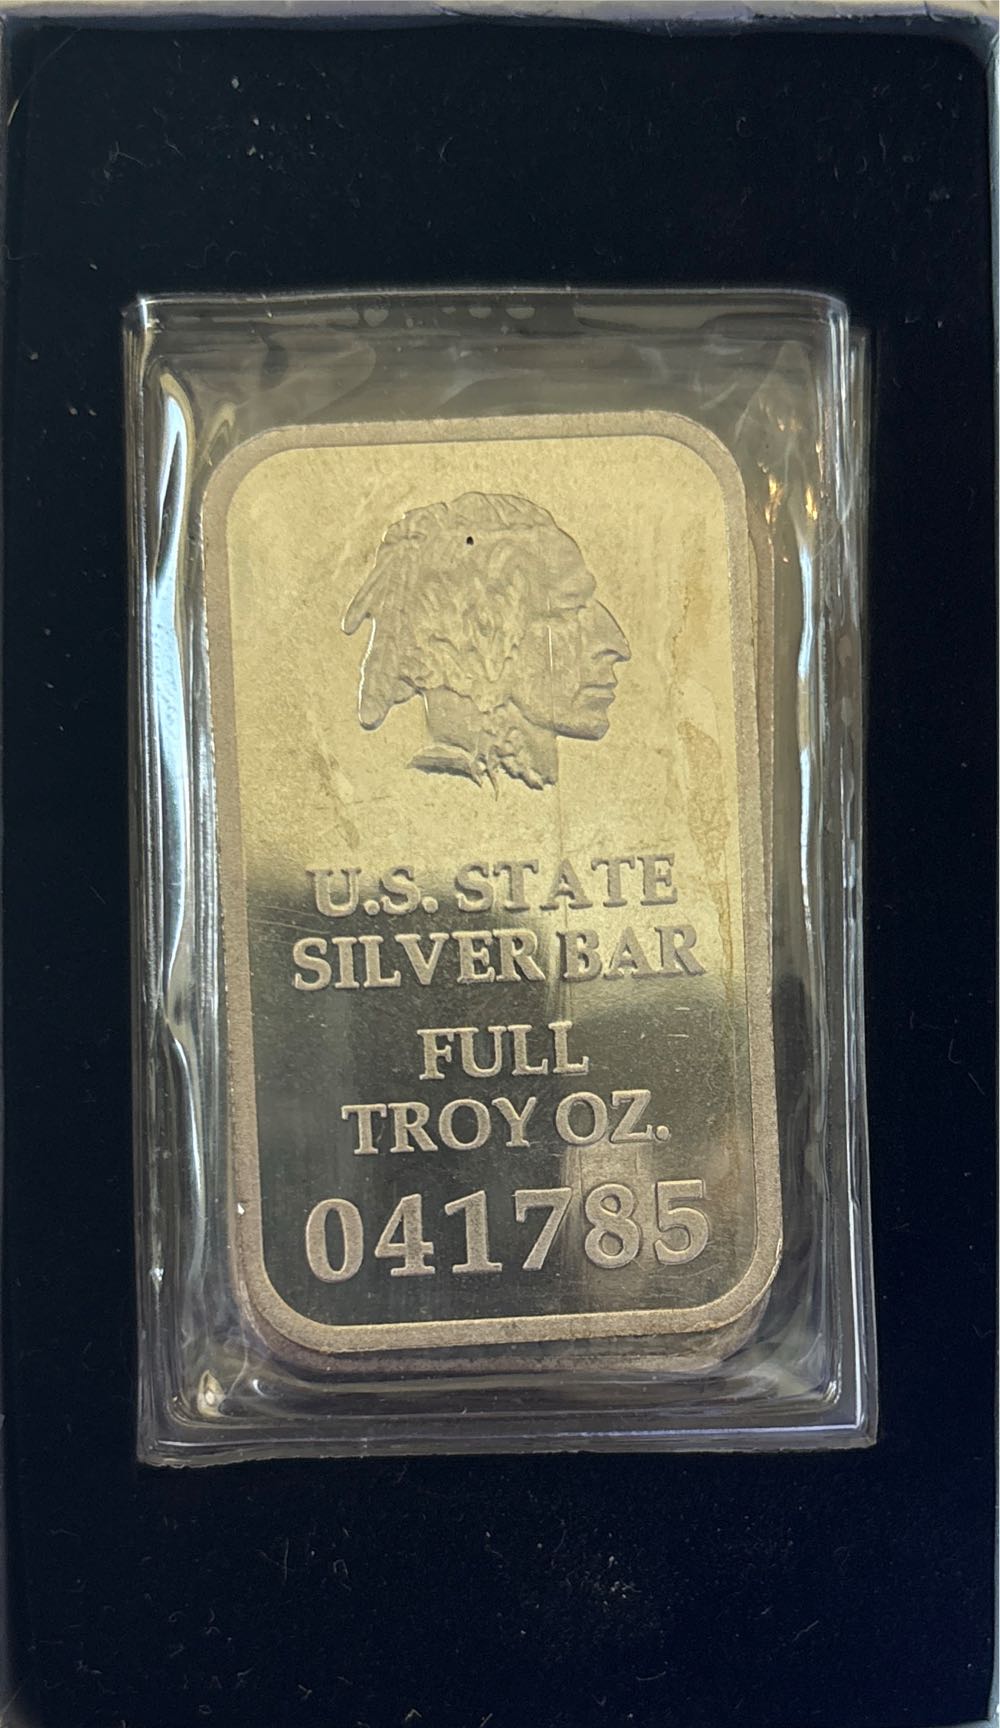 U.S. STATE
SILVER BAR
FULL
TROY OZ.
041785